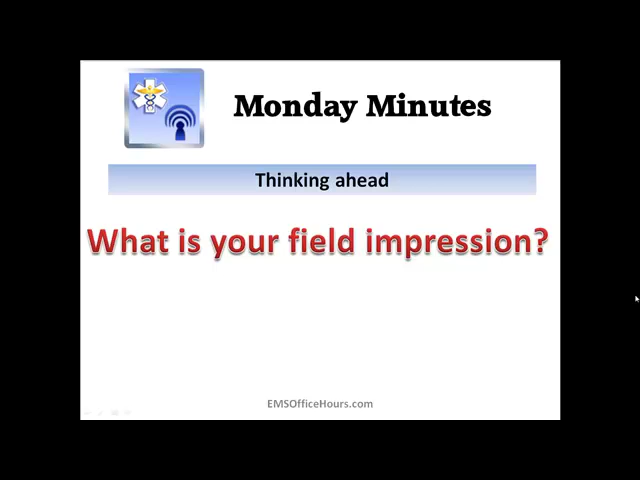 Monday Minutes
Thinking ahead
What is your field impression?
EMSOfficeHours.com